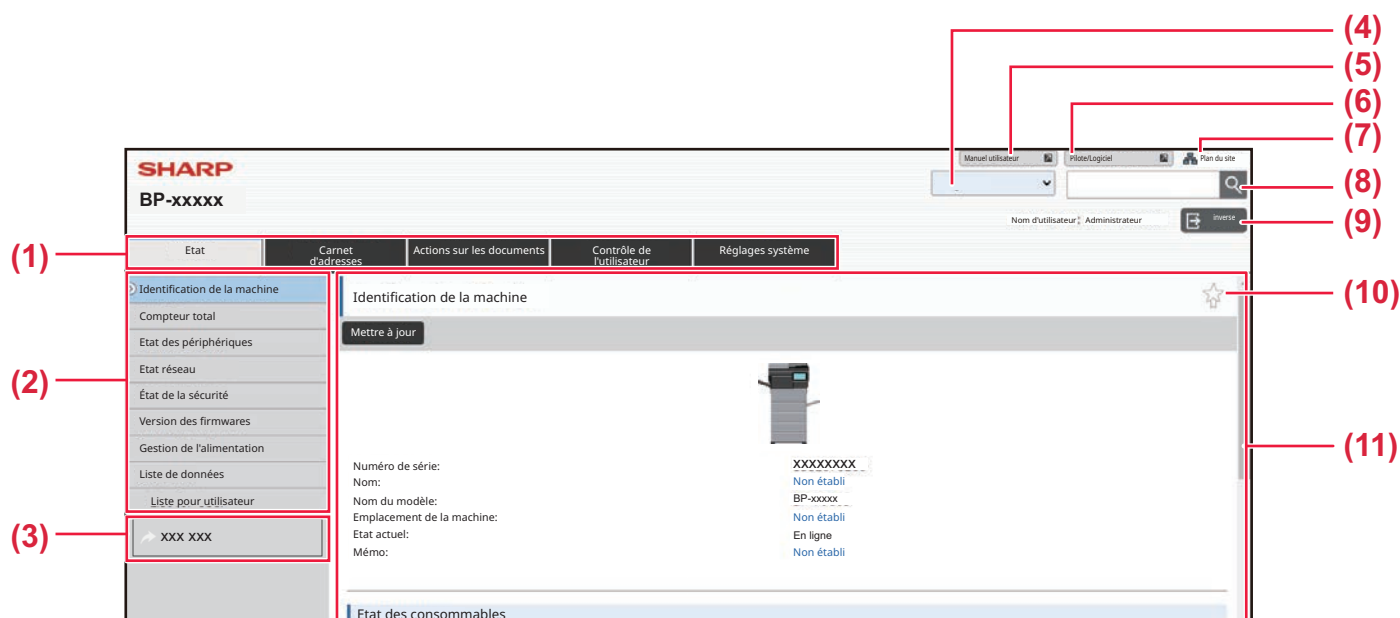 (4)
(5)
(6)
(7)
SHARP
Manuel utilisateur
Pilote/Logiciel
Plan du site
BP-xxxxx
(8)
Nom d'utilisateur: Administrateur
inverse
(9)
(1)
Etat
Carnet d'adresses
Actions sur les documents
Contrôle de l'utilisateur
Réglages système
Identification de la machine
Compteur total
Etat des périphériques
Etat réseau
État de la sécurité
Version des firmwares
Gestion de l'alimentation
Liste de données
Liste pour utilisateur
(2)
(3)
XXX XXX
Identification de la machine
(10)
Mettre à jour
(11)
Numéro de série: XXXXXXXX
Nom: Non établi
Nom du modèle: BP-xxxxx
Emplacement de la machine: Non établi
Etat actuel: En ligne
Mémo: Non établi
Etat des consommables